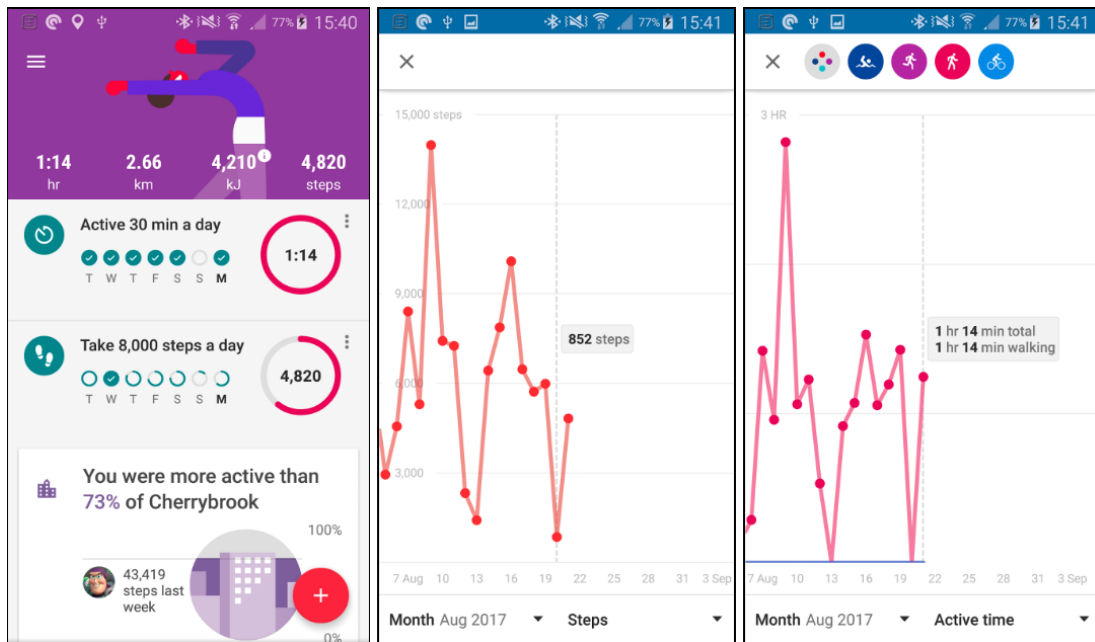 77% 15:40
1:14 2.66 4,210 4,820
hr km kJ steps
Active 30 min a day
1:14
T W T F S S M
Take 8,000 steps a day
4,820
T W T F S S M
You were more active than
73% of Cherrybrook
100%
43,419
steps last
week
+
0%
77% 15:41
15,000 steps
12,000
9,000
852 steps
6,000
3,000
7 Aug 10 13 16 19 22 25 28 31 3 Sep
Month Aug 2017 Steps
77% 15:41
3 HR
1 hr 14 min total
1 hr 14 min walking
7 Aug 10 13 16 19 22 25 28 31 3 Sep
Month Aug 2017 Active time